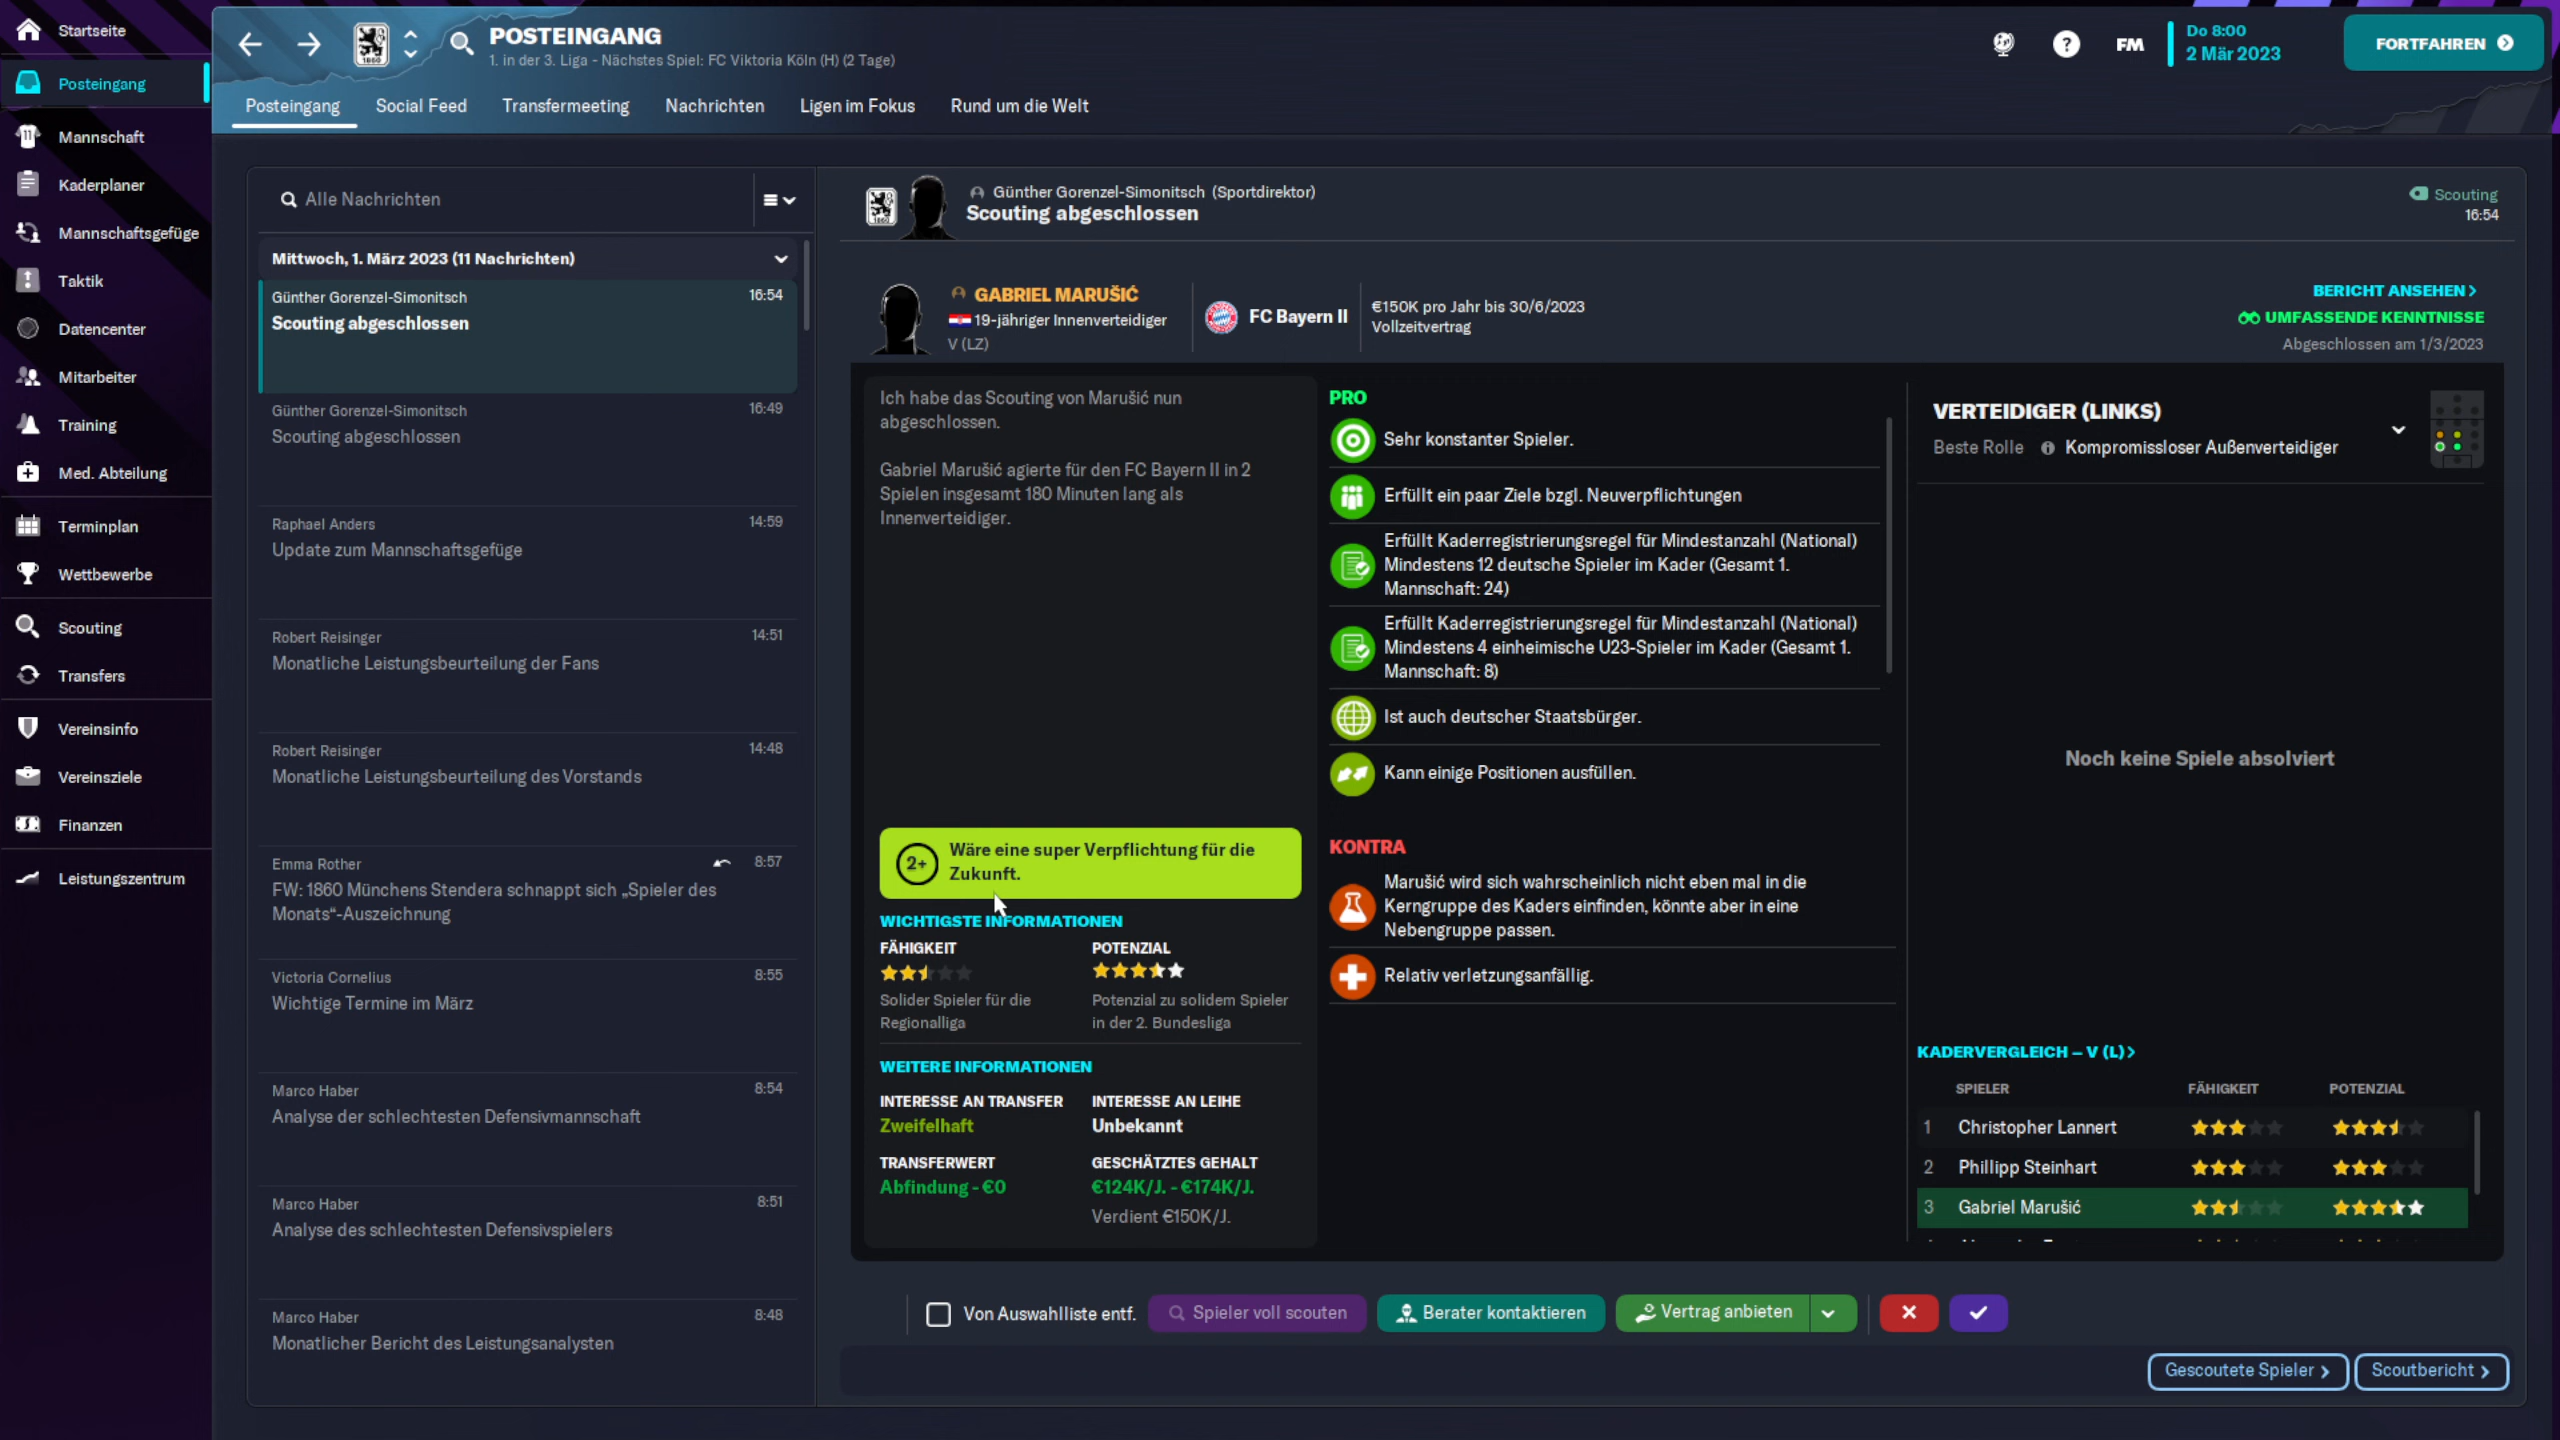 Startseite
Posteingang
Mannschaft
Kaderplaner
Mannschaftsgefüge
Taktik
Datencenter
Mitarbeiter
Training
Med. Abteilung
Terminplan
Wettbewerbe
Scouting
Transfers
Vereinsinfo
Vereinsziele
Finanzen
Leistungszentrum
POSTEINGANG
1. in der 3. Liga - Nächstes Spiel: FC Viktoria Köln (H) (2 Tage)
FM
Do 8:00
2 Mär 2023
FORTFAHREN
Posteingang Social Feed Transfermeeting Nachrichten Ligen im Fokus Rund um die Welt
Alle Nachrichten
Mittwoch, 1. März 2023 (11 Nachrichten)
Günther Gorenzel-Simonitsch 16:54
Scouting abgeschlossen
Günther Gorenzel-Simonitsch 16:49
Scouting abgeschlossen
Raphael Anders 14:59
Update zum Mannschaftsgefüge
Robert Reisinger 14:51
Monatliche Leistungsbeurteilung der Fans
Robert Reisinger 14:48
Monatliche Leistungsbeurteilung des Vorstands
Emma Rother 8:57
FW: 1860 Münchens Stendera schnappt sich „Spieler des
Monats“-Auszeichnung
Victoria Cornelius 8:55
Wichtige Termine im März
Marco Haber 8:54
Analyse der schlechtesten Defensivmannschaft
Marco Haber 8:51
Analyse des schlechtesten Defensivspielers
Marco Haber 8:48
Monatlicher Bericht des Leistungsanalysten
Günther Gorenzel-Simonitsch (Sportdirektor)
Scouting abgeschlossen
Scouting
16:54
GABRIEL MARUŠIĆ
19-jähriger Innenverteidiger
V (LZ)
FC Bayern II
€150K pro Jahr bis 30/6/2023
Vollzeitvertrag
BERICHT ANSEHEN
UMFASSENDE KENNTNISSE
Abgeschlossen am 1/3/2023
Ich habe das Scouting von Marušić nun
abgeschlossen.
Gabriel Marušić agierte für den FC Bayern II in 2
Spielen insgesamt 180 Minuten lang als
Innenverteidiger.
2+
Wäre eine super Verpflichtung für die
Zukunft.
WICHTIGSTE INFORMATIONEN
FÄHIGKEIT POTENZIAL
Solider Spieler für die
Regionalliga
Potenzial zu solidem Spieler
in der 2. Bundesliga
WEITERE INFORMATIONEN
INTERESSE AN TRANSFER INTERESSE AN LEIHE
Zweifelhaft Unbekannt
TRANSFERWERT GESCHÄTZTES GEHALT
Abfindung - €0 €124K/J. - €174K/J.
Verdient €150K/J.
PRO
Sehr konstanter Spieler.
Erfüllt ein paar Ziele bzgl. Neuverpflichtungen
Erfüllt Kaderregistrierungsregel für Mindestanzahl (National)
Mindestens 12 deutsche Spieler im Kader (Gesamt 1.
Mannschaft: 24)
Erfüllt Kaderregistrierungsregel für Mindestanzahl (National)
Mindestens 4 einheimische U23-Spieler im Kader (Gesamt 1.
Mannschaft: 8)
Ist auch deutscher Staatsbürger.
Kann einige Positionen ausfüllen.
KONTRA
Marušić wird sich wahrscheinlich nicht eben mal in die
Kerngruppe des Kaders einfinden, könnte aber in eine
Nebengruppe passen.
Relativ verletzungsanfällig.
VERTEIDIGER (LINKS)
Beste Rolle Kompromissloser Außenverteidiger
Noch keine Spiele absolviert
KADERVERGLEICH – V (L)
SPIELER FÄHIGKEIT POTENZIAL
1 Christopher Lannert
2 Phillipp Steinhart
3 Gabriel Marušić
Von Auswahlliste entf.
Spieler voll scouten
Berater kontaktieren
Vertrag anbieten
Gescoutete Spieler
Scoutbericht